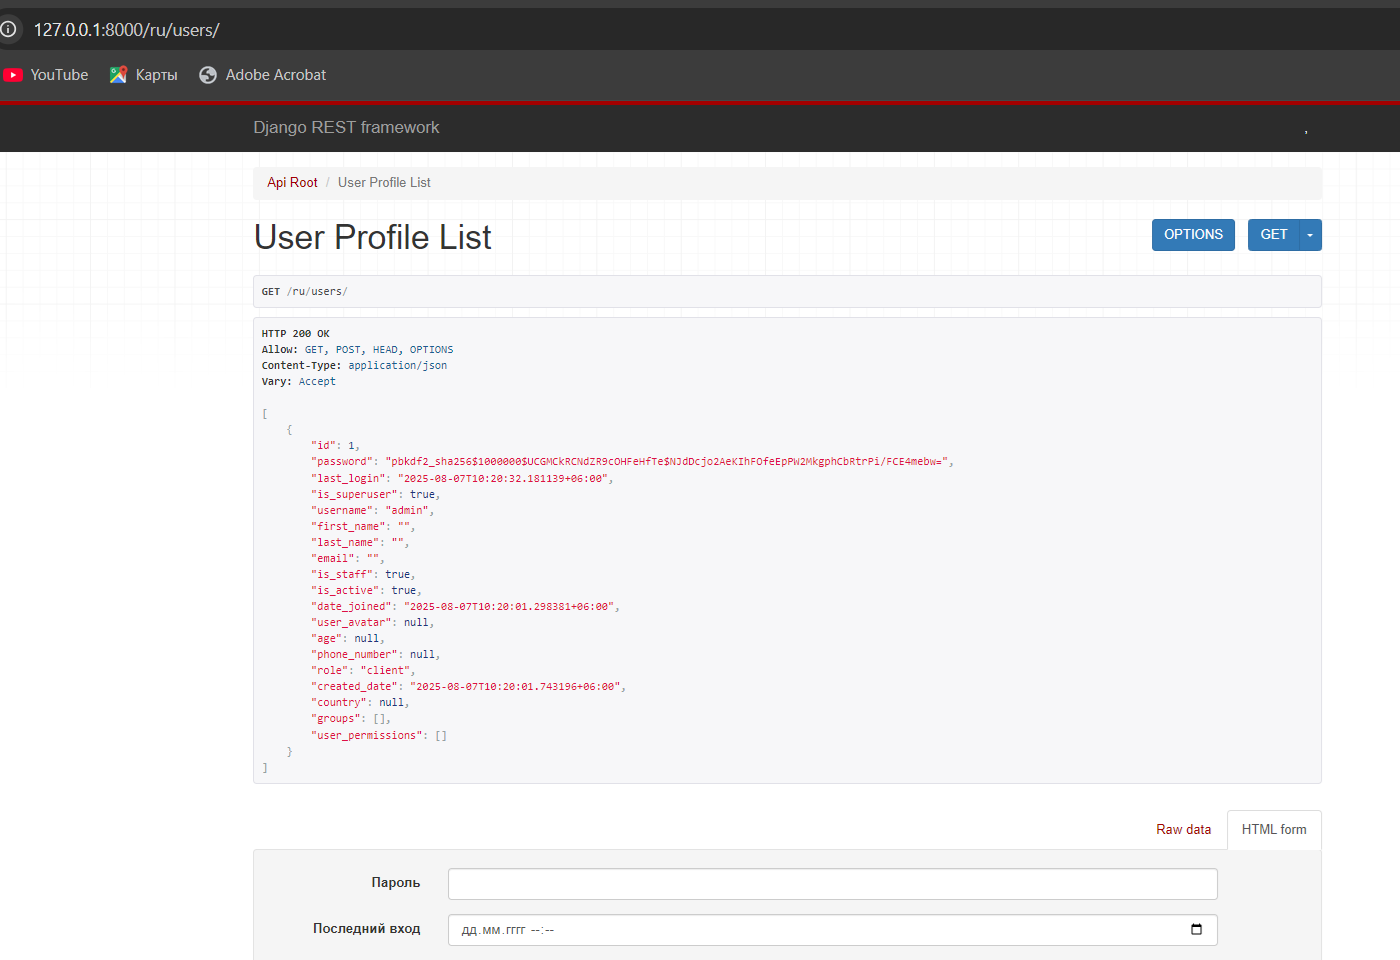 127.0.0.1:8000/ru/users/
YouTube Карты Adobe Acrobat
Django REST framework
,
Api Root / User Profile List
User Profile List
OPTIONS GET
GET /ru/users/
HTTP 200 OK
Allow: GET, POST, HEAD, OPTIONS
Content-Type: application/json
Vary: Accept
[
{
"id": 1,
"password": "pbkdf2_sha256$1000000$UCGMCkRCNdZR9cOHFeHfTe$NJdDcjo2AeKIhFOfeEpPW2MkgphCbRtrPi/FCE4mebw=",
"last_login": "2025-08-07T10:20:32.181139+06:00",
"is_superuser": true,
"username": "admin",
"first_name": "",
"last_name": "",
"email": "",
"is_staff": true,
"is_active": true,
"date_joined": "2025-08-07T10:20:01.298381+06:00",
"user_avatar": null,
"age": null,
"phone_number": null,
"role": "client",
"created_date": "2025-08-07T10:20:01.743196+06:00",
"country": null,
"groups": [],
"user_permissions": []
}
]
Raw data HTML form
Пароль
Последний вход дд.мм.гггг --:--